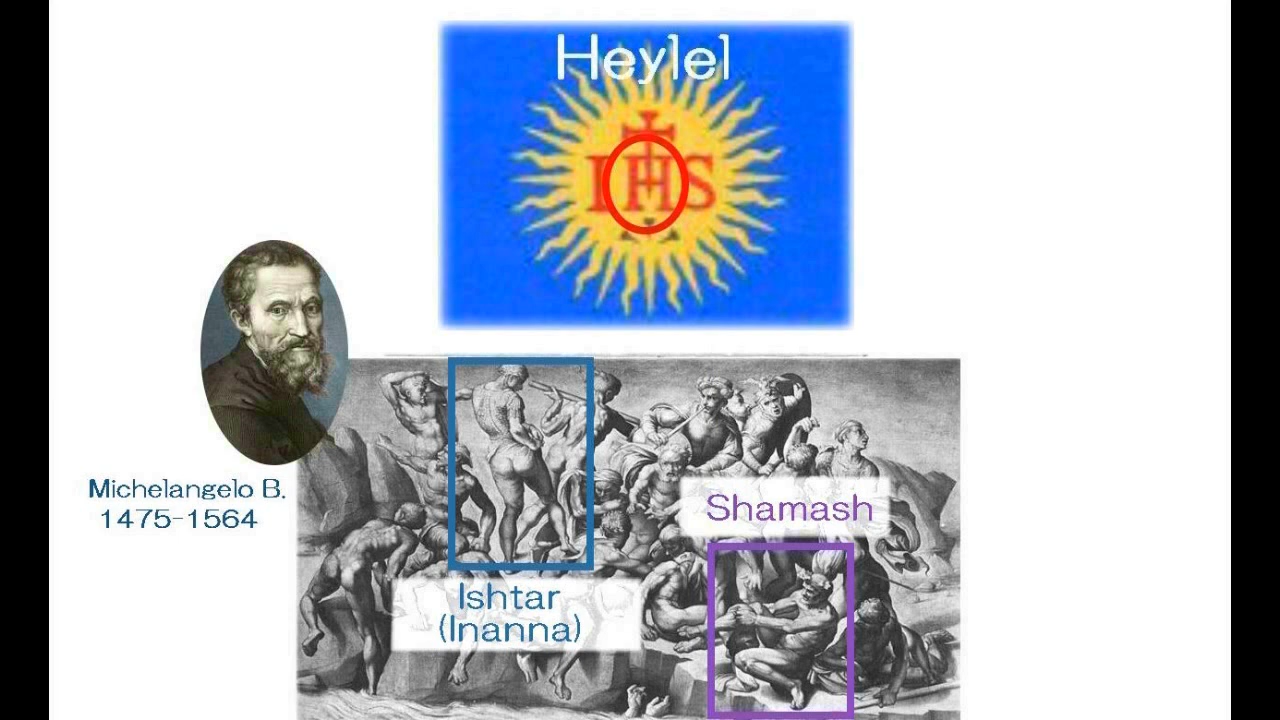 Heylel
IHS
Michelangelo B.
1475-1564
Shamash
Ishtar
(Inanna)